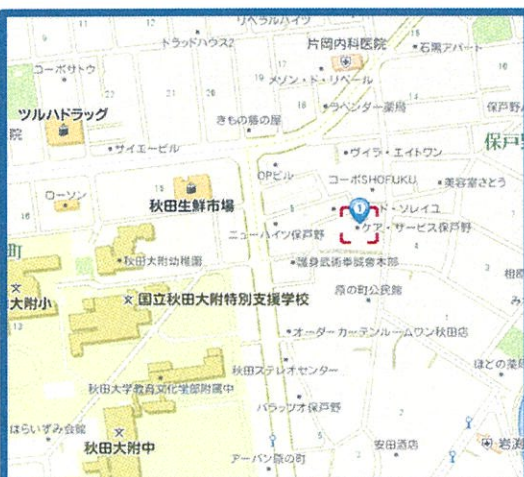 リベラルハイツ
トラッドハウス2
片岡内科医院
石黒アパート
コーポサトウ
メゾン・ド・リベール
ツルハドラッグ
ラベンダー薬局
きもの藤の屋
保戸野
院
サイエービル
ヴィラ・エイトワン
OPビル
コーポSHOFUKU
美容室さとう
ローソン
秋田生鮮市場
1
ド・ソレイユ
ニューハイツ保戸野
ケア・サービス保戸野
町
秋田大附幼稚園
護身武術拳誠會本部
大附小
国立秋田大附特別支援学校
原の町公民館
オーダーカーテンルームワン秋田店
秋田ステレオセンター
ほどの薬局
秋田大学教育文化学部附属中
パラッツオ保戸野
はらいずみ会館
秋田大附中
安田酒店
岩渕
アーバン原の町